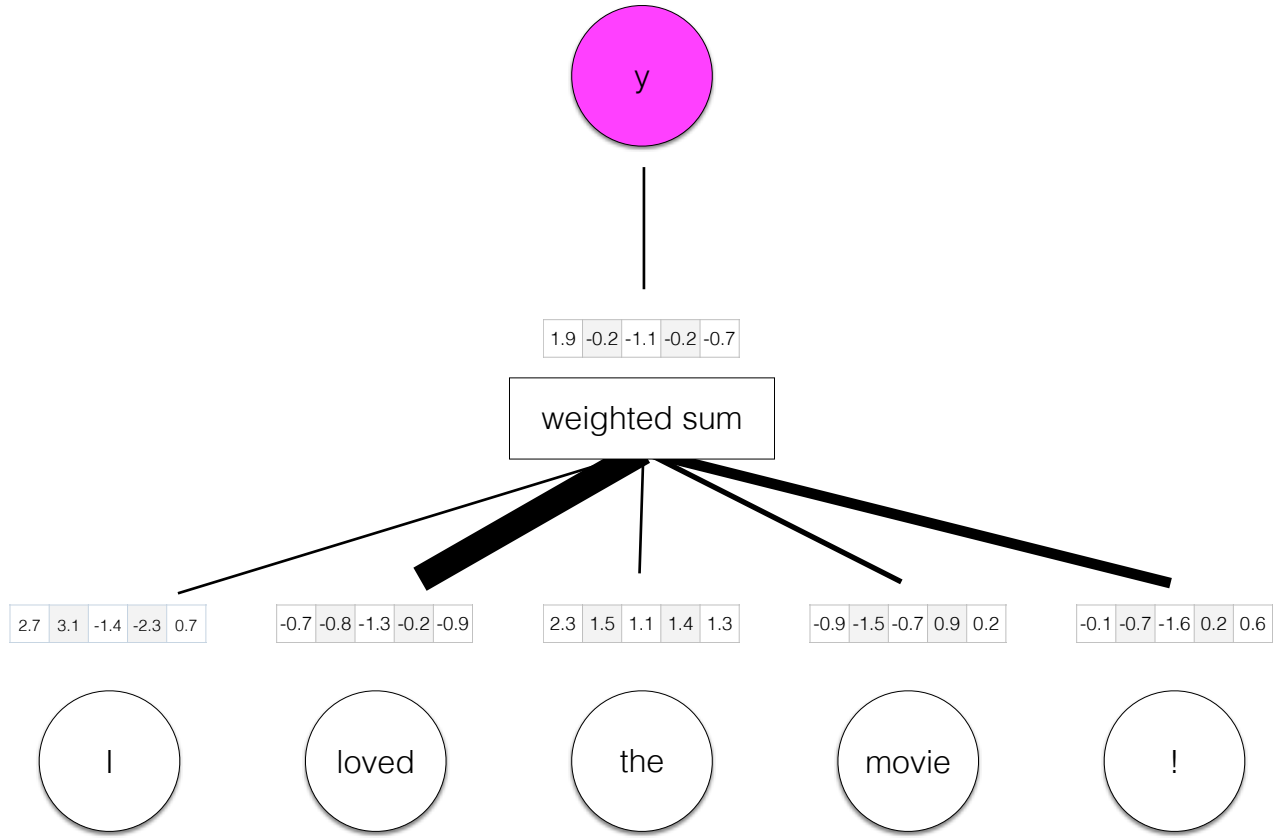 y
1.9 -0.2 -1.1 -0.2 -0.7
weighted sum
2.7 3.1 -1.4 -2.3 0.7
-0.7 -0.8 -1.3 -0.2 -0.9
2.3 1.5 1.1 1.4 1.3
-0.9 -1.5 -0.7 0.9 0.2
-0.1 -0.7 -1.6 0.2 0.6
I
loved
the
movie
!